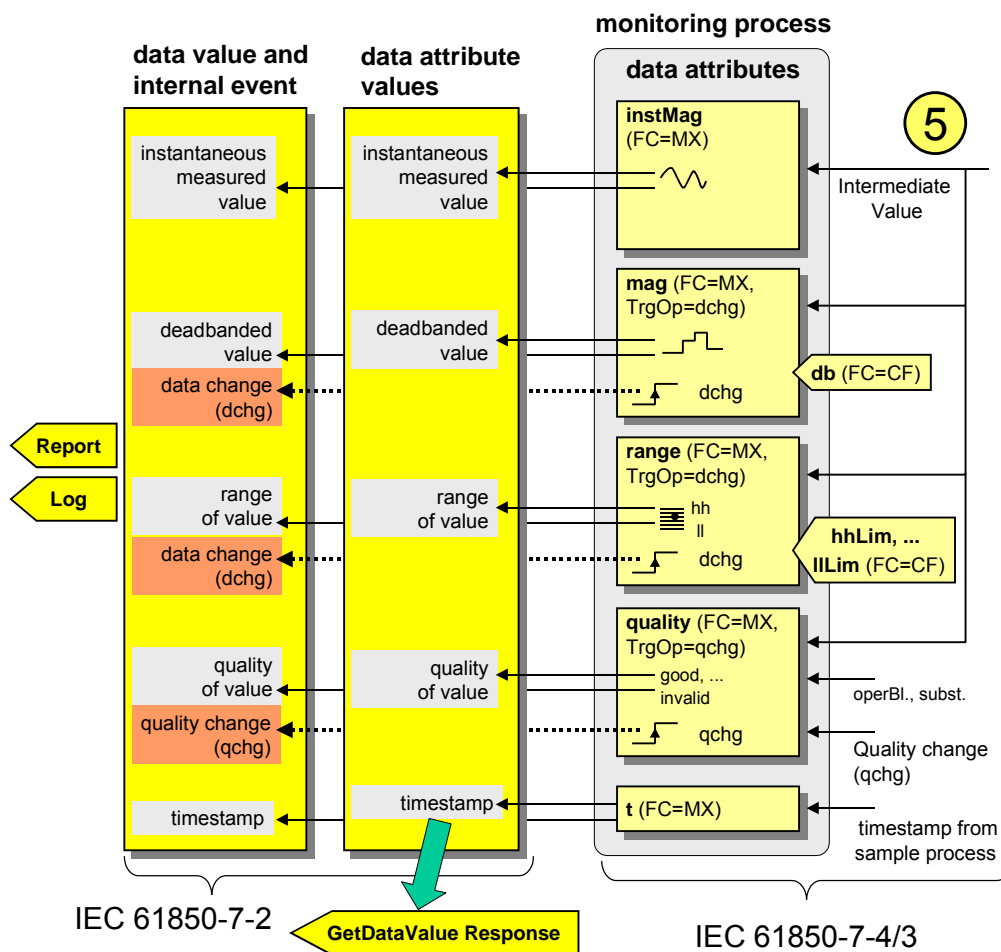 monitoring process
data value and
internal event
data attribute
values
data attributes
instantaneous
measured
value
instantaneous
measured
value
instMag
(FC=MX)
5
Intermediate
Value
deadbanded
value
data change
(dchg)
deadbanded
value
mag (FC=MX,
TrgOp=dchg)
dchg
db (FC=CF)
Report
Log
range
of value
data change
(dchg)
range
of value
range (FC=MX,
TrgOp=dchg)
hh
ll
dchg
hhLim, ...
llLim (FC=CF)
quality
of value
quality change
(qchg)
quality
of value
quality (FC=MX,
TrgOp=qchg)
good, ...
invalid
qchg
operBl., subst.
Quality change
(qchg)
timestamp
timestamp
t (FC=MX)
timestamp from
sample process
IEC 61850-7-2
GetDataValue Response
IEC 61850-7-4/3